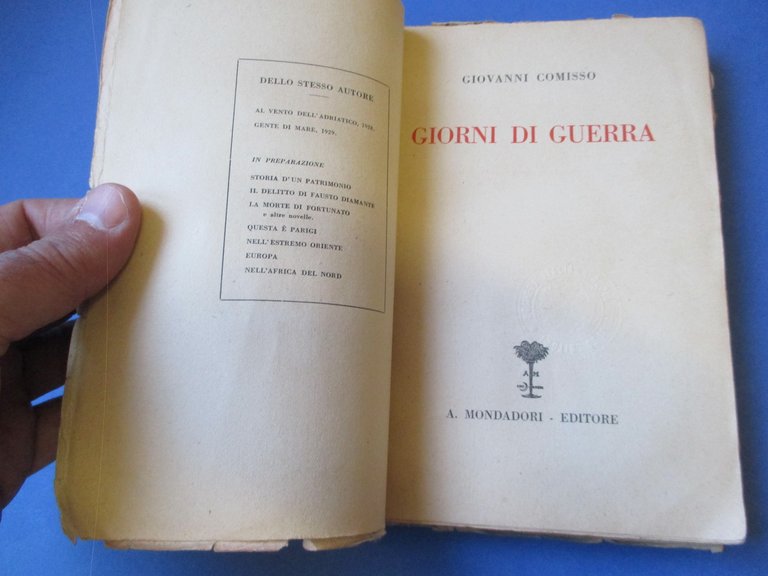 DELLO STESSO AUTORE
AL VENTO DELL'ADRIATICO, 1928.
GENTE DI MARE, 1929.
IN PREPARAZIONE
STORIA D'UN PATRIMONIO
IL DELITTO DI FAUSTO DIAMANTE
LA MORTE DI FORTUNATO
e altre novelle.
QUESTA È PARIGI
NELL'ESTREMO ORIENTE
EUROPA
NELL'AFRICA DEL NORD
GIOVANNI COMISSO
GIORNI DI GUERRA
A M
A. MONDADORI - EDITORE